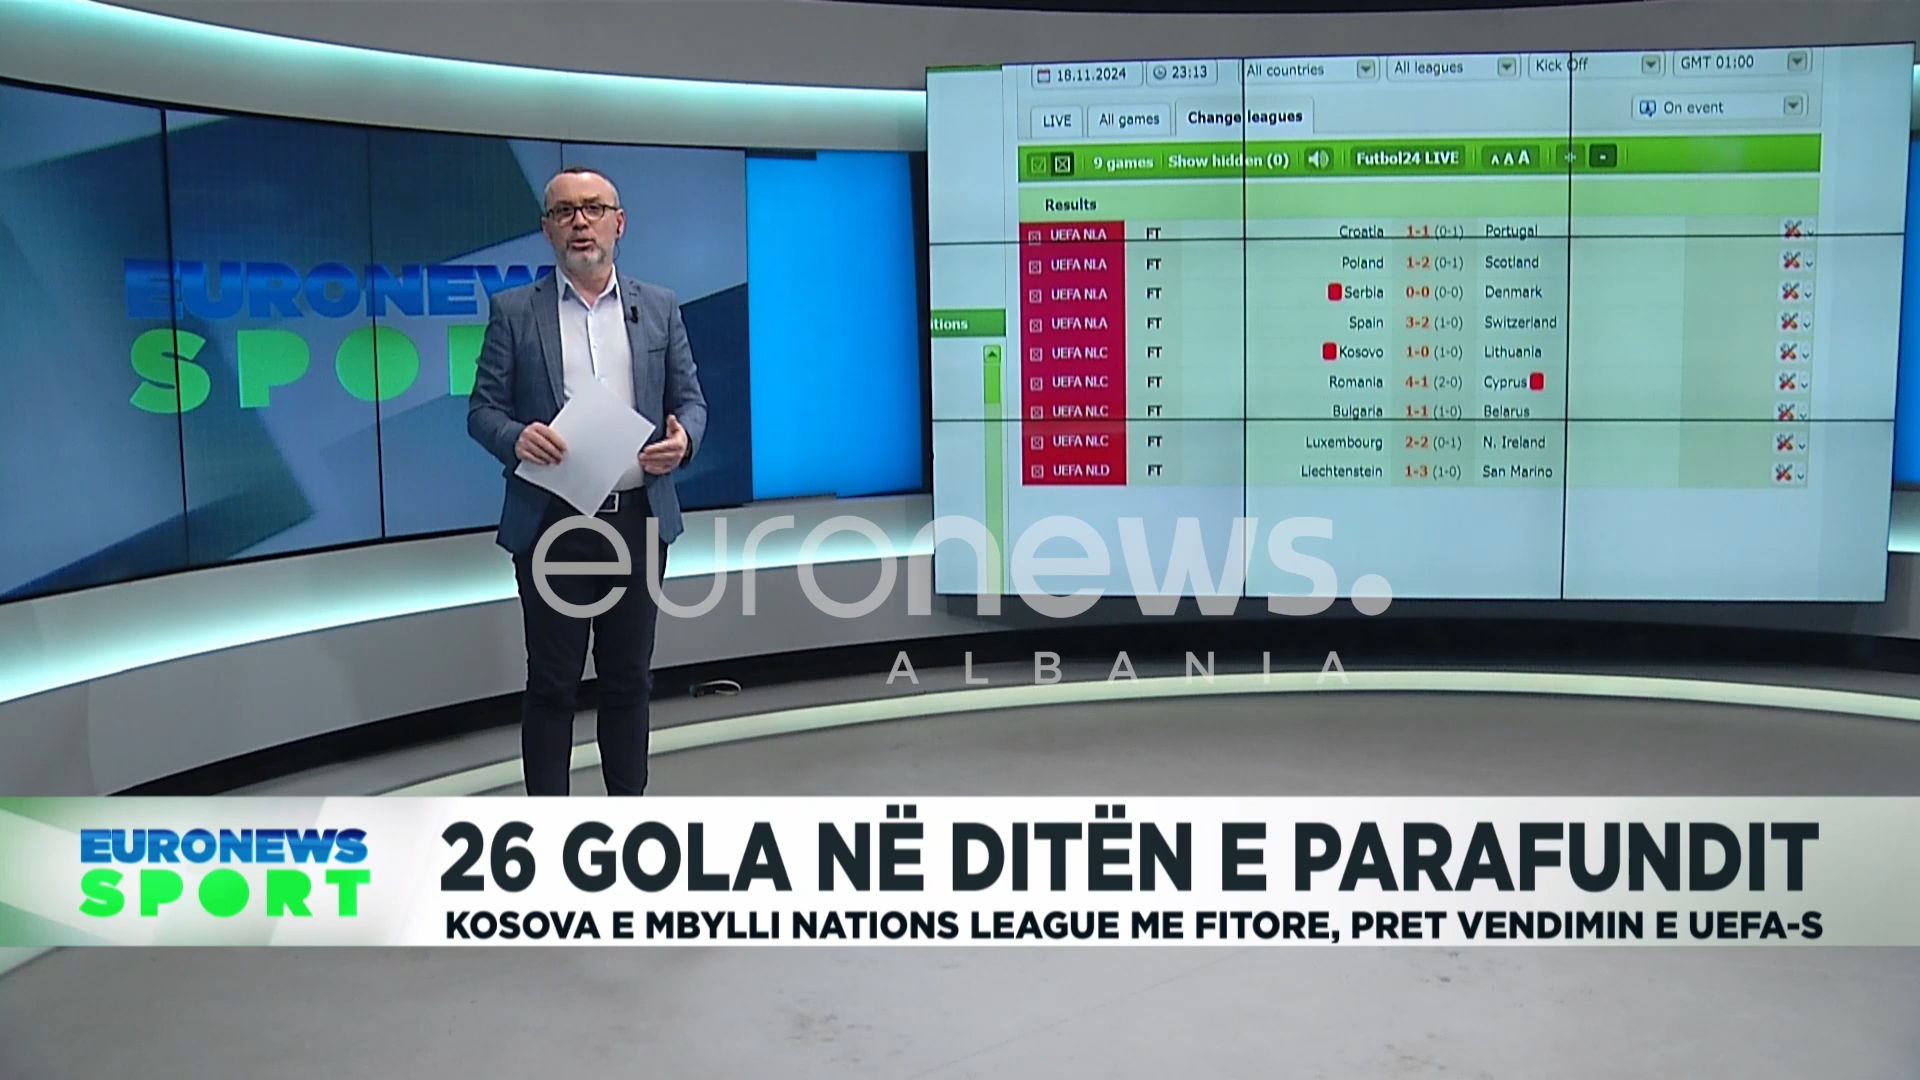 EURONEWS
SPORT
18.11.2024 23:13 All countries All leagues Kick Off GMT 01:00
LIVE All games Change leagues On event
9 games Show hidden (0) Futbol24 LIVE A A A + -
Results
UEFA NLA FT Croatia 1-1 (0-1) Portugal
UEFA NLA FT Poland 1-2 (0-1) Scotland
UEFA NLA FT Serbia 0-0 (0-0) Denmark
UEFA NLA FT Spain 3-2 (1-0) Switzerland
UEFA NLC FT Kosovo 1-0 (1-0) Lithuania
UEFA NLC FT Romania 4-1 (2-0) Cyprus
UEFA NLC FT Bulgaria 1-1 (1-0) Belarus
UEFA NLC FT Luxembourg 2-2 (0-1) N. Ireland
UEFA NLD FT Liechtenstein 1-3 (1-0) San Marino
euronews.
ALBANIA
EURONEWS
SPORT
26 GOLA NË DITËN E PARAFUNDIT
KOSOVA E MBYLLI NATIONS LEAGUE ME FITORE, PRET VENDIMIN E UEFA-S